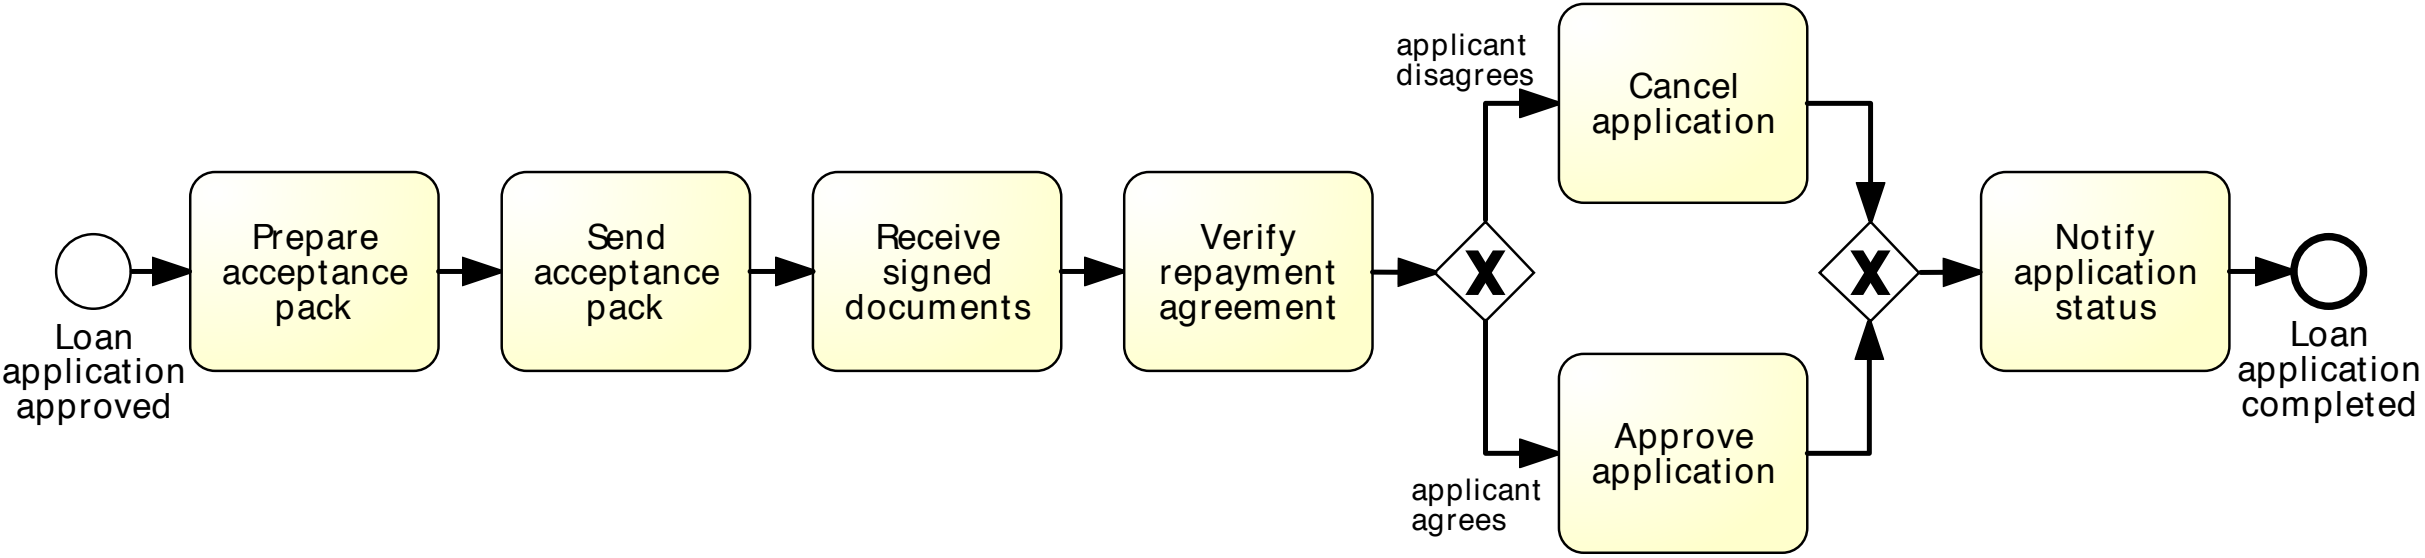 Loan
application
approved
Prepare
acceptance
pack
Send
acceptance
pack
Receive
signed
documents
Verify
repayment
agreement
X
applicant
disagrees
Cancel
application
applicant
agrees
Approve
application
X
Notify
application
status
Loan
application
completed